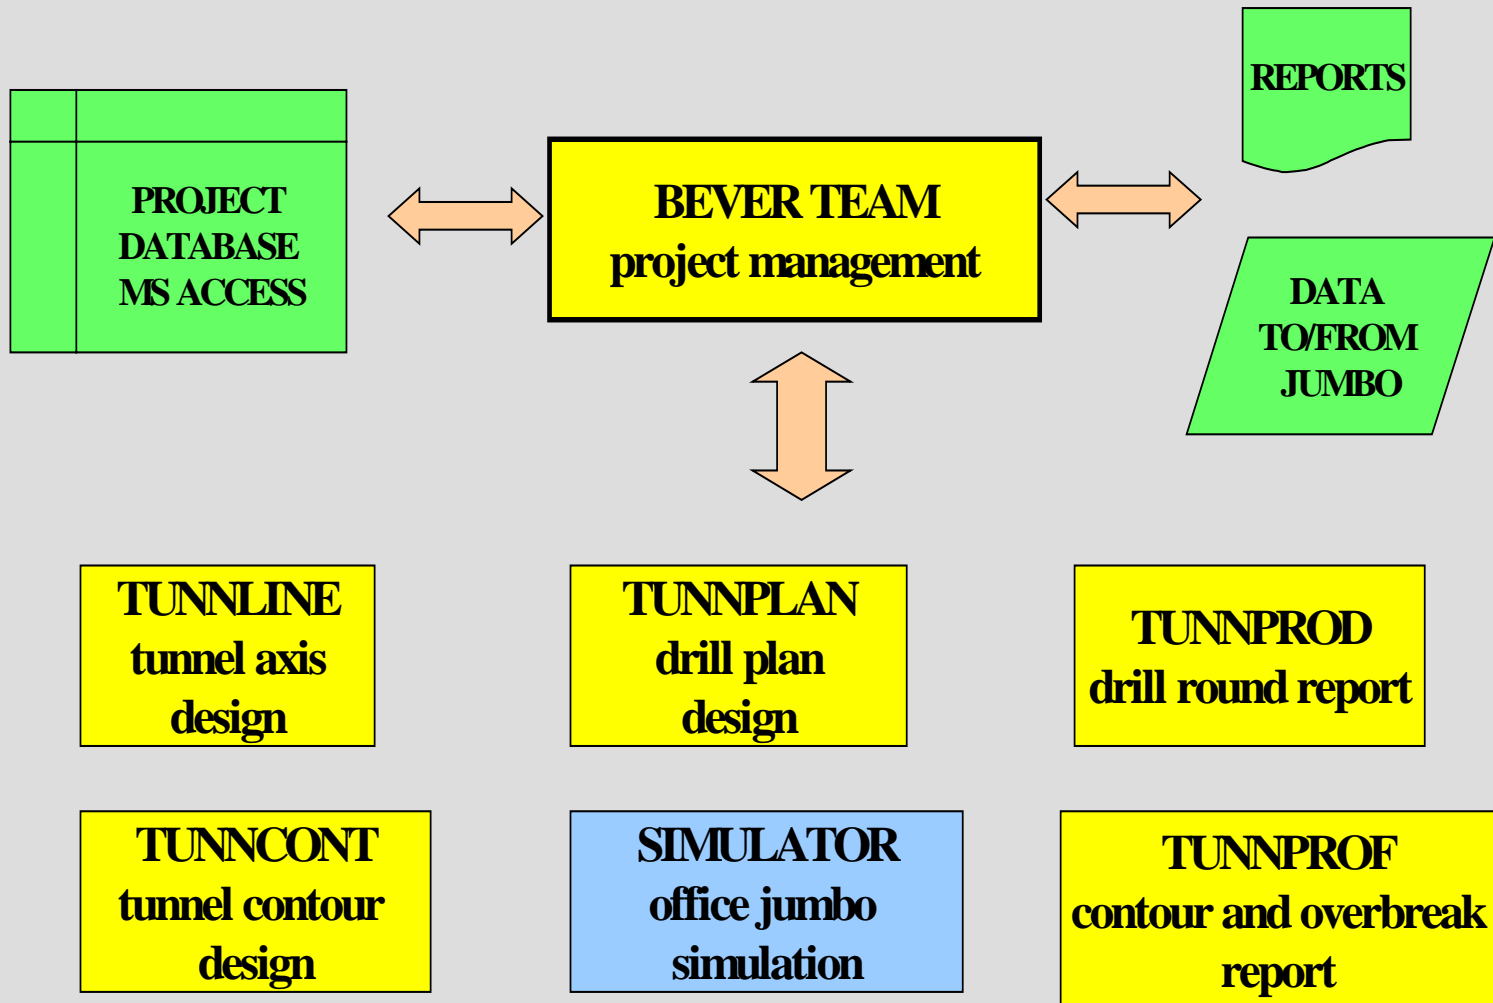 REPORTS
PROJECT
DATABASE
MS ACCESS
BEVER TEAM
project management
DATA
TO/FROM
JUMBO
TUNNLINE
tunnel axis
design
TUNNPLAN
drill plan
design
TUNNPROD
drill round report
TUNNCONT
tunnel contour
design
SIMULATOR
office jumbo
simulation
TUNNPROF
contour and overbreak
report